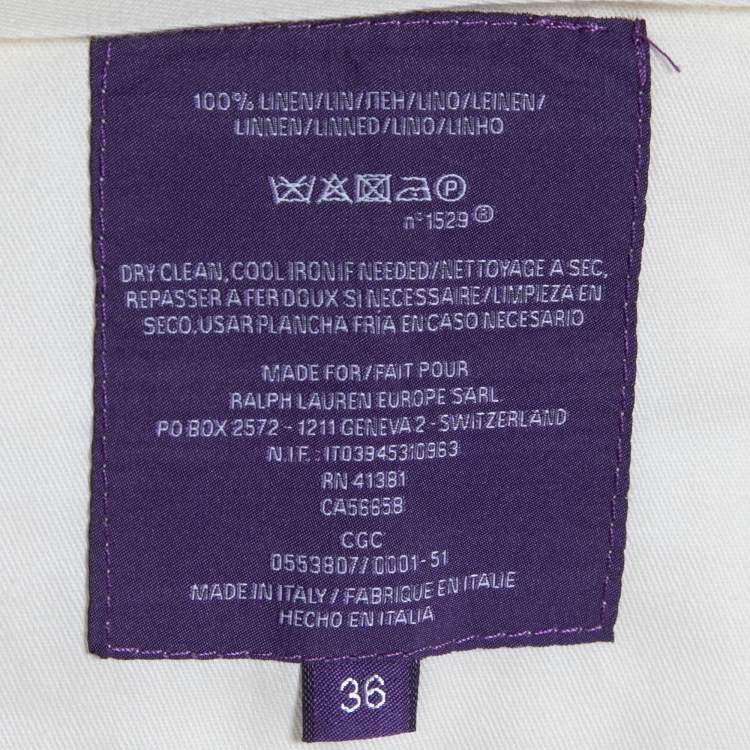 100% LINEN/LIN/ЛЕН/LINO/LEINEN/
LINNEN/LINNED/LINO/LINHO
P
n°1529®
DRY CLEAN, COOL IRON IF NEEDED/NETTOYAGE A SEC,
REPASSER A FER DOUX SI NECESSAIRE/LIMPIEZA EN
SECO, USAR PLANCHA FRÍA EN CASO NECESARIO
MADE FOR/FAIT POUR
RALPH LAUREN EUROPE SARL
PO BOX 2572 - 1211 GENEVA 2 - SWITZERLAND
N.I.F.: IT03945310963
RN 41381
CA56658
CGC
0553807/0001-51
MADE IN ITALY / FABRIQUE EN ITALIE
HECHO EN ITALIA
36